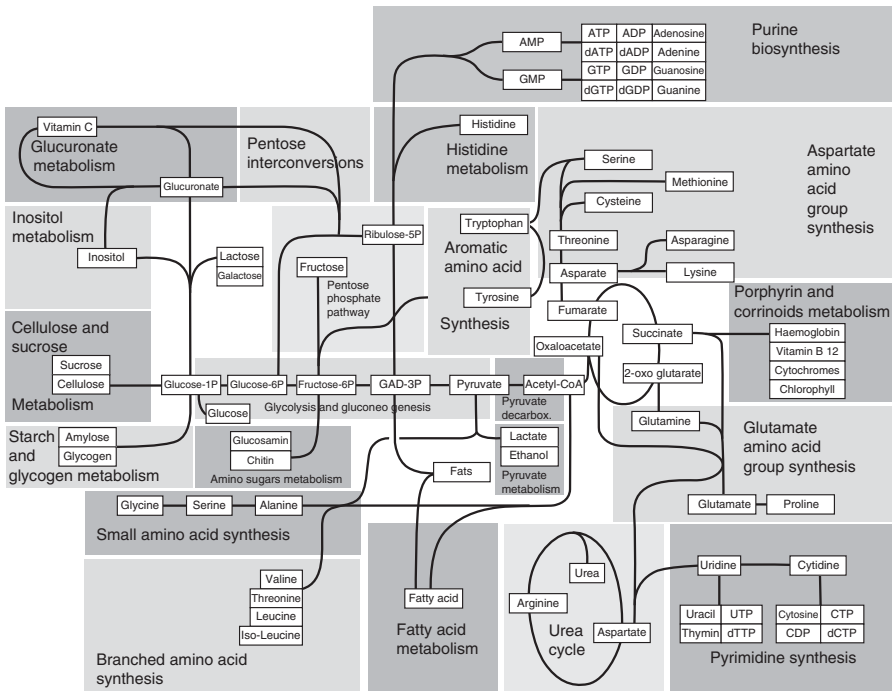 Purine
biosynthesis
AMP
ATP ADP Adenosine
dATP dADP Adenine
GMP
GTP GDP Guanosine
dGTP dGDP Guanine
Vitamin C
Glucuronate
metabolism
Glucuronate
Pentose
interconversions
Histidine
Histidine
metabolism
Serine
Methionine
Cysteine
Threonine
Asparagine
Asparate
Lysine
Aspartate
amino
acid
group
synthesis
Inositol
metabolism
Inositol
Lactose
Galactose
Ribulose-5P
Fructose
Pentose
phosphate
pathway
Tryptophan
Aromatic
amino acid
Tyrosine
Synthesis
Fumarate
Oxaloacetate
Succinate
2-oxo glutarate
Porphyrin and
corrinoids metabolism
Haemoglobin
Vitamin B 12
Cytochromes
Chlorophyll
Cellulose and
sucrose
Sucrose
Cellulose
Metabolism
Glucose-1P
Glucose-6P
Fructose-6P
GAD-3P
Pyruvate
Acetyl-CoA
Glucose
Glycolysis and gluconeo genesis
Pyruvate
decarbox.
Starch
and
glycogen metabolism
Amylose
Glycogen
Glucosamin
Chitin
Amino sugars metabolism
Lactate
Ethanol
Pyruvate
metabolism
Fats
Glutamine
Glutamate
amino acid
group synthesis
Glutamate
Proline
Glycine
Serine
Alanine
Small amino acid synthesis
Valine
Threonine
Leucine
Iso-Leucine
Branched amino acid
synthesis
Fatty acid
Fatty acid
metabolism
Urea
Arginine
Urea
cycle
Aspartate
Uridine
Cytidine
Uracil UTP
Thymin dTTP
Cytosine CTP
CDP dCTP
Pyrimidine synthesis